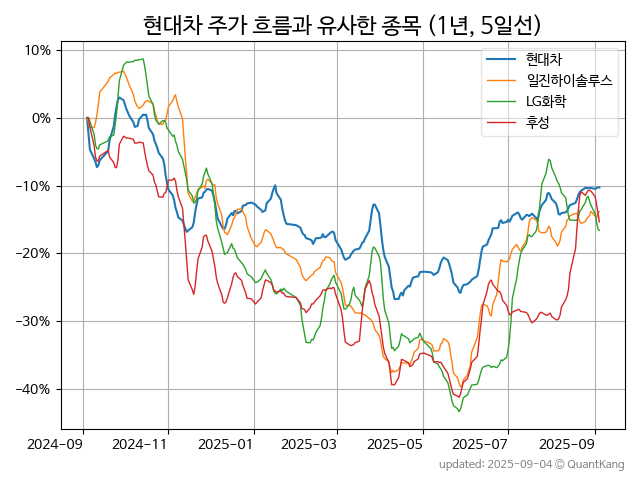 현대차 주가 흐름과 유사한 종목 (1년, 5일선)
현대차
일진하이솔루스
LG화학
후성
10%
0%
−10%
−20%
−30%
−40%
2024−09
2024−11
2025−01
2025−03
2025−05
2025−07
2025−09
updated: 2025-09-04 © QuantKang